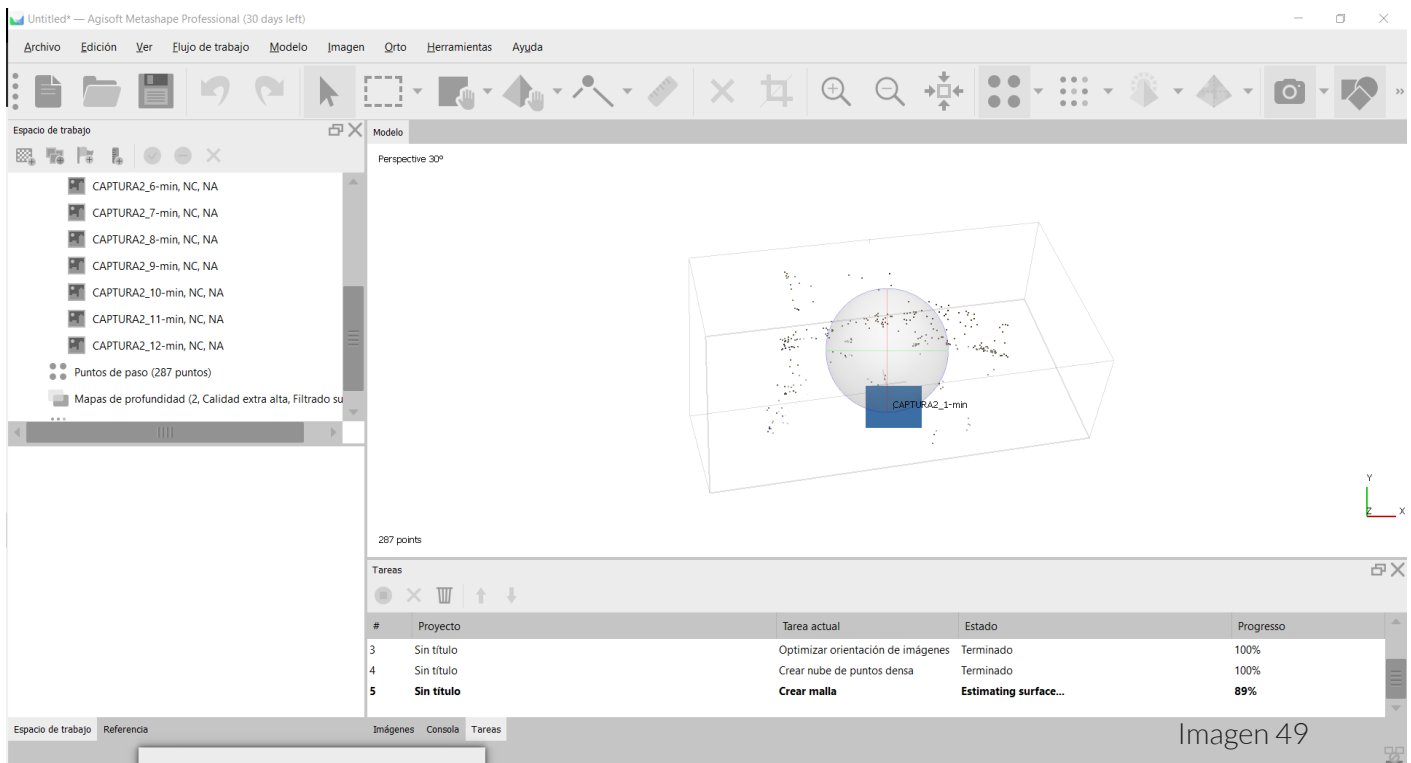 Untitled* — Agisoft Metashape Professional (30 days left)
Archivo Edición Ver Flujo de trabajo Modelo Imagen Orto Herramientas Ayuda
Espacio de trabajo
CAPTURA2_6-min, NC, NA
CAPTURA2_7-min, NC, NA
CAPTURA2_8-min, NC, NA
CAPTURA2_9-min, NC, NA
CAPTURA2_10-min, NC, NA
CAPTURA2_11-min, NC, NA
CAPTURA2_12-min, NC, NA
Puntos de paso (287 puntos)
Mapas de profundidad (2, Calidad extra alta, Filtrado su
Modelo
Perspective 30°
CAPTURA2_1-min
Y
Z X
287 points
Tareas
# Proyecto Tarea actual Estado Progresso
3 Sin título Optimizar orientación de imágenes Terminado 100%
4 Sin título Crear nube de puntos densa Terminado 100%
5 Sin título Crear malla Estimating surface... 89%
Espacio de trabajo Referencia
Imágenes Consola Tareas
Imagen 49